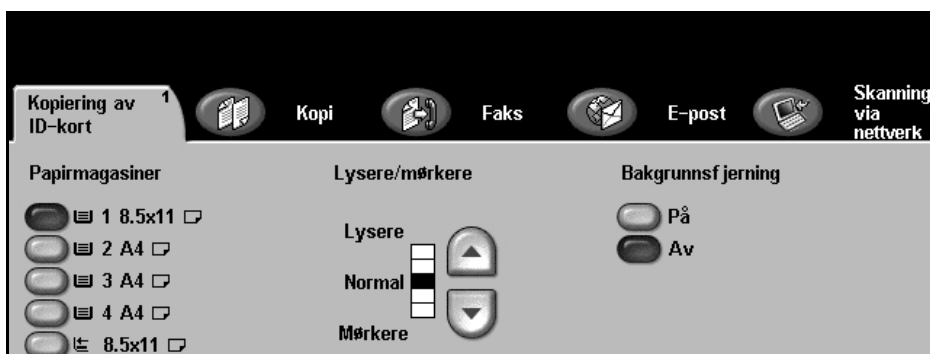 Kopiering av 1
ID-kort
Kopi
Faks
E-post
Skanning
via
nettverk
Papirmagasiner
1 8.5x11
2 A4
3 A4
4 A4
8.5x11
Lysere/mørkere
Lysere
Normal
Mørkere
Bakgrunnsfjerning
På
Av